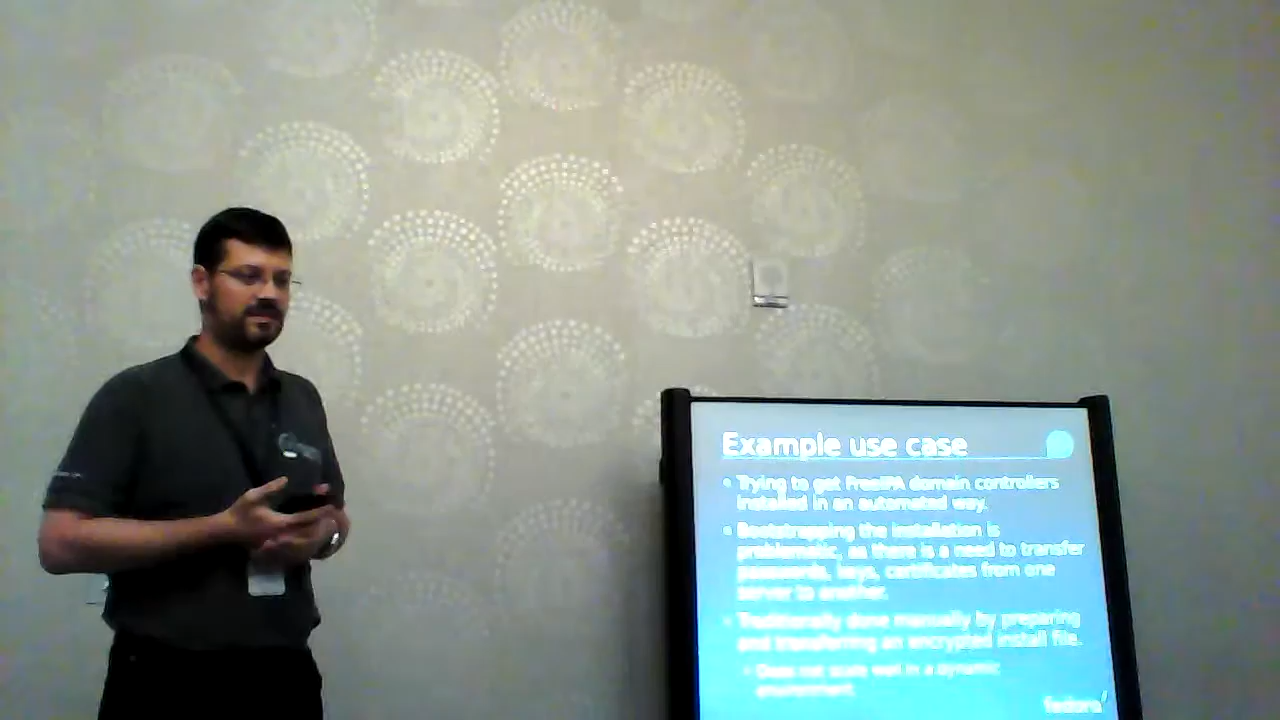 Example use case
Trying to get FreeIPA domain controllers
installed in an automated way.
Bootstrapping the installation is
problematic, as there is a need to transfer
passwords, keys, certificates from one
server to another.
Traditionally done manually by preparing
and transferring an encrypted install file.
Does not scale well in a dynamic
environment
fedora